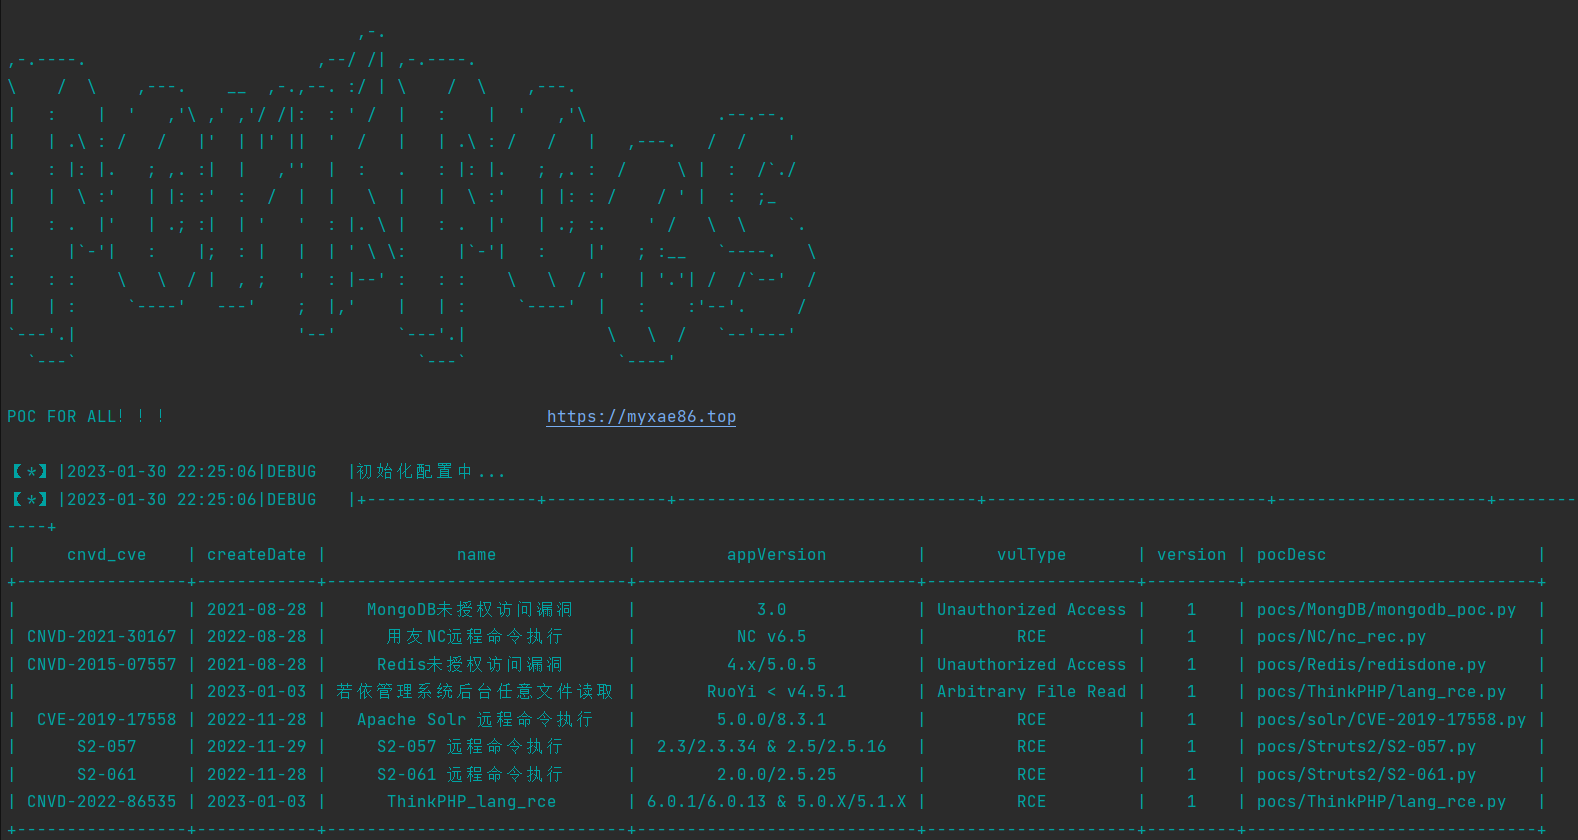 POC FOR ALL! ! ! https://myxae86.top
【*】|2023-01-30 22:25:06|DEBUG |初始化配置中...
【*】|2023-01-30 22:25:06|DEBUG |+-----------------+------------+------------------------------+----------------------------+---------------------+-------------+
| cnvd_cve | createDate | name | appVersion | vulType | version | pocDesc |
| | 2021-08-28 | MongoDB未授权访问漏洞 | 3.0 | Unauthorized Access | 1 | pocs/MongDB/mongodb_poc.py |
| CNVD-2021-30167 | 2022-08-28 | 用友NC远程命令执行 | NC v6.5 | RCE | 1 | pocs/NC/nc_rec.py |
| CNVD-2015-07557 | 2021-08-28 | Redis未授权访问漏洞 | 4.x/5.0.5 | Unauthorized Access | 1 | pocs/Redis/redisdone.py |
| | 2023-01-03 | 若依管理系统后台任意文件读取 | RuoYi < v4.5.1 | Arbitrary File Read | 1 | pocs/ThinkPHP/lang_rce.py |
| CVE-2019-17558 | 2022-11-28 | Apache Solr 远程命令执行 | 5.0.0/8.3.1 | RCE | 1 | pocs/solr/CVE-2019-17558.py |
| S2-057 | 2022-11-29 | S2-057 远程命令执行 | 2.3/2.3.34 & 2.5/2.5.16 | RCE | 1 | pocs/Struts2/S2-057.py |
| S2-061 | 2022-11-28 | S2-061 远程命令执行 | 2.0.0/2.5.25 | RCE | 1 | pocs/Struts2/S2-061.py |
| CNVD-2022-86535 | 2023-01-03 | ThinkPHP_lang_rce | 6.0.1/6.0.13 & 5.0.X/5.1.X | RCE | 1 | pocs/ThinkPHP/lang_rce.py |